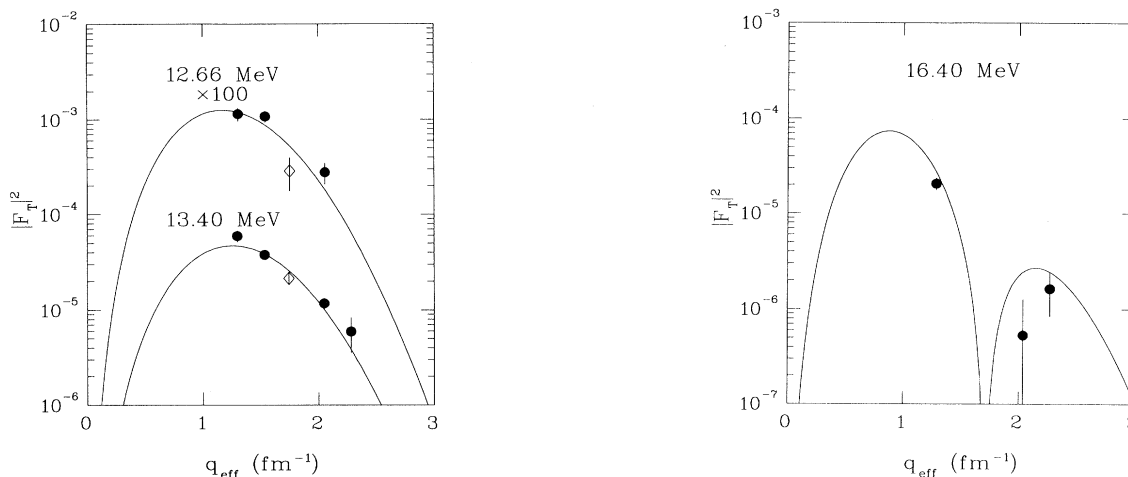 10⁻²
10⁻³
10⁻⁴
10⁻⁵
10⁻⁶
|F_T|²
12.66 MeV
×100
13.40 MeV
0 1 2 3
q_eff (fm⁻¹)
10⁻³
10⁻⁴
10⁻⁵
10⁻⁶
10⁻⁷
|F_T|²
16.40 MeV
0 1 2 3
q_eff (fm⁻¹)